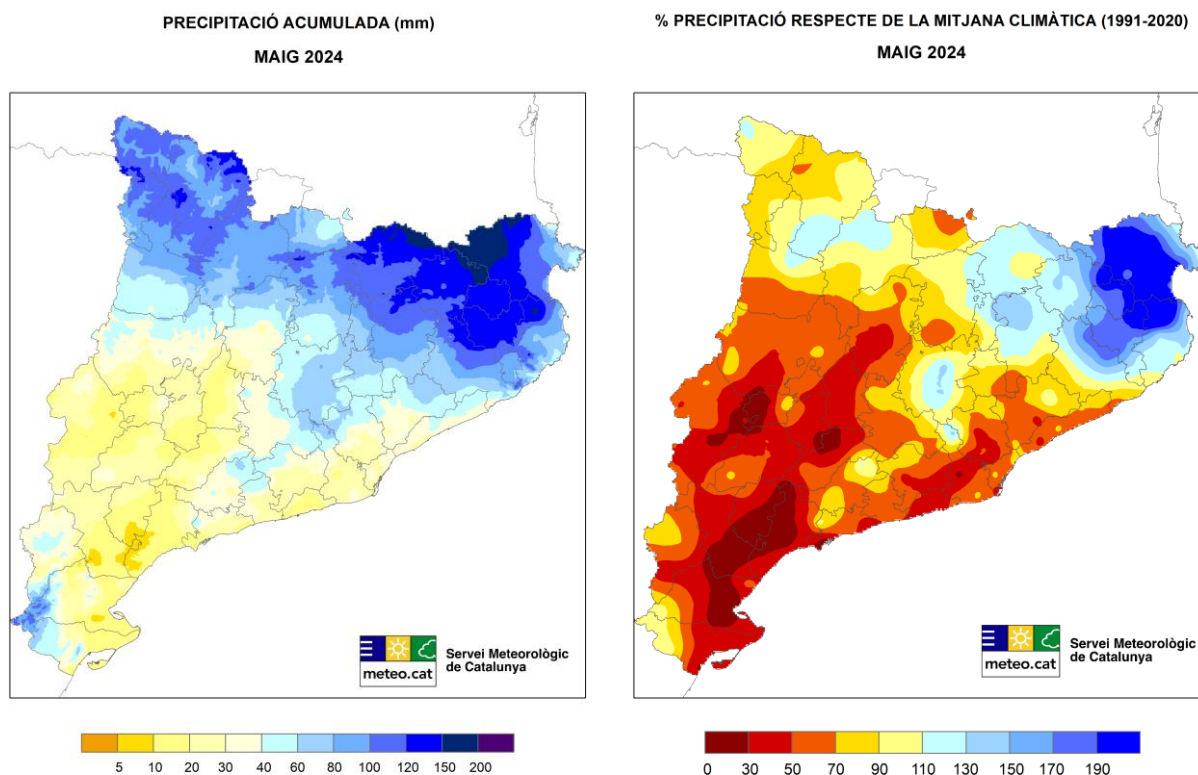 PRECIPITACIÓ ACUMULADA (mm)
MAIG 2024
Servei Meteorològic
de Catalunya
meteo.cat
5 10 20 30 40 60 80 100 120 150 200
% PRECIPITACIÓ RESPECTE DE LA MITJANA CLIMÀTICA (1991-2020)
MAIG 2024
Servei Meteorològic
de Catalunya
meteo.cat
0 30 50 70 90 110 130 150 170 190